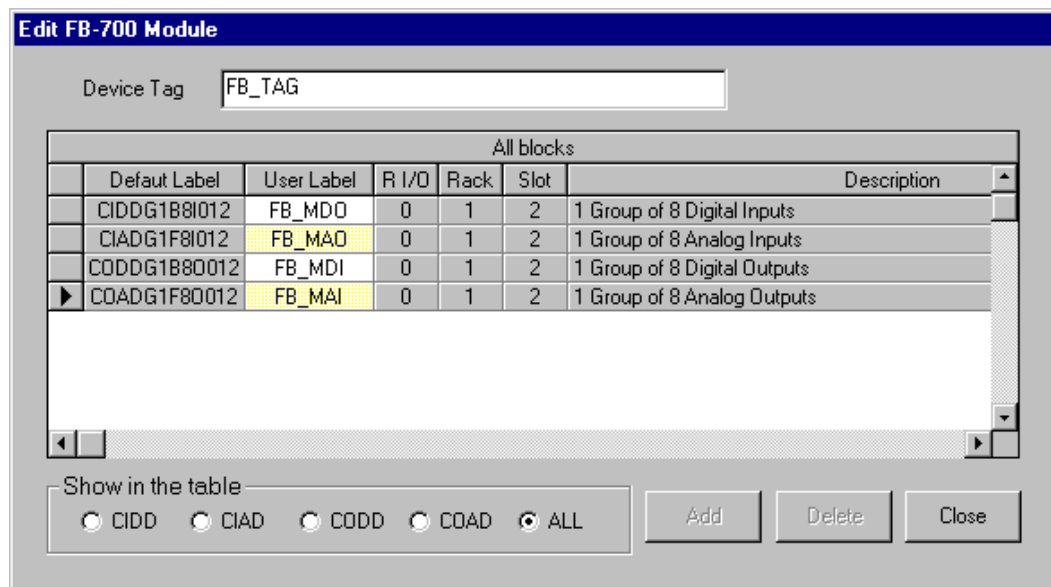 Edit FB-700 Module
Device Tag FB_TAG
All blocks
Defaut Label User Label R I/O Rack Slot Description
CIDDG1B8I012 FB_MDO 0 1 2 1 Group of 8 Digital Inputs
CIADG1F8I012 FB_MAO 0 1 2 1 Group of 8 Analog Inputs
CODDG1B8O012 FB_MDI 0 1 2 1 Group of 8 Digital Outputs
COADG1F8O012 FB_MAI 0 1 2 1 Group of 8 Analog Outputs
Show in the table
CIDD CIAD CODD COAD ALL Add Delete Close